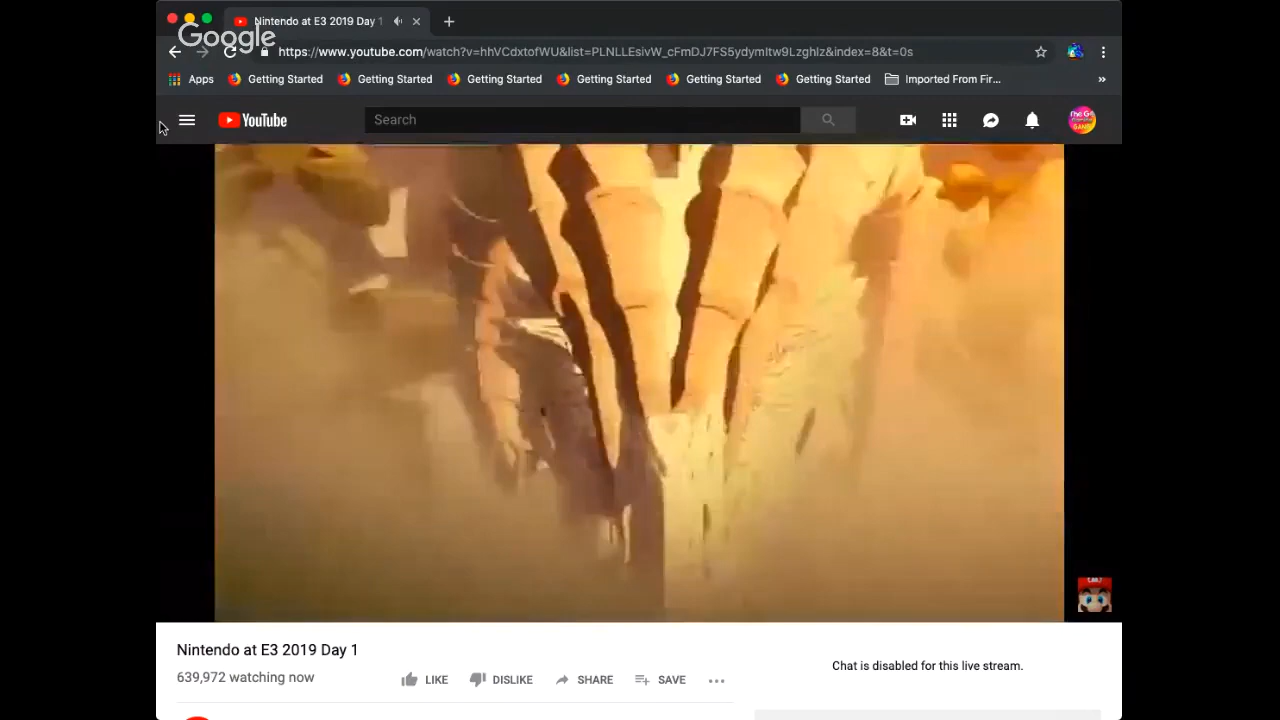 Nintendo at E3 2019 Day 1
Google
https://www.youtube.com/watch?v=hhVCdxtofWU&list=PLNLLEsivW_cFmDJ7FS5ydymItw9Lzghlz&index=8&t=0s
Apps Getting Started Getting Started Getting Started Getting Started Getting Started Getting Started Imported From Fir... »
YouTube Search
Nintendo at E3 2019 Day 1
639,972 watching now
LIKE DISLIKE SHARE SAVE
Chat is disabled for this live stream.